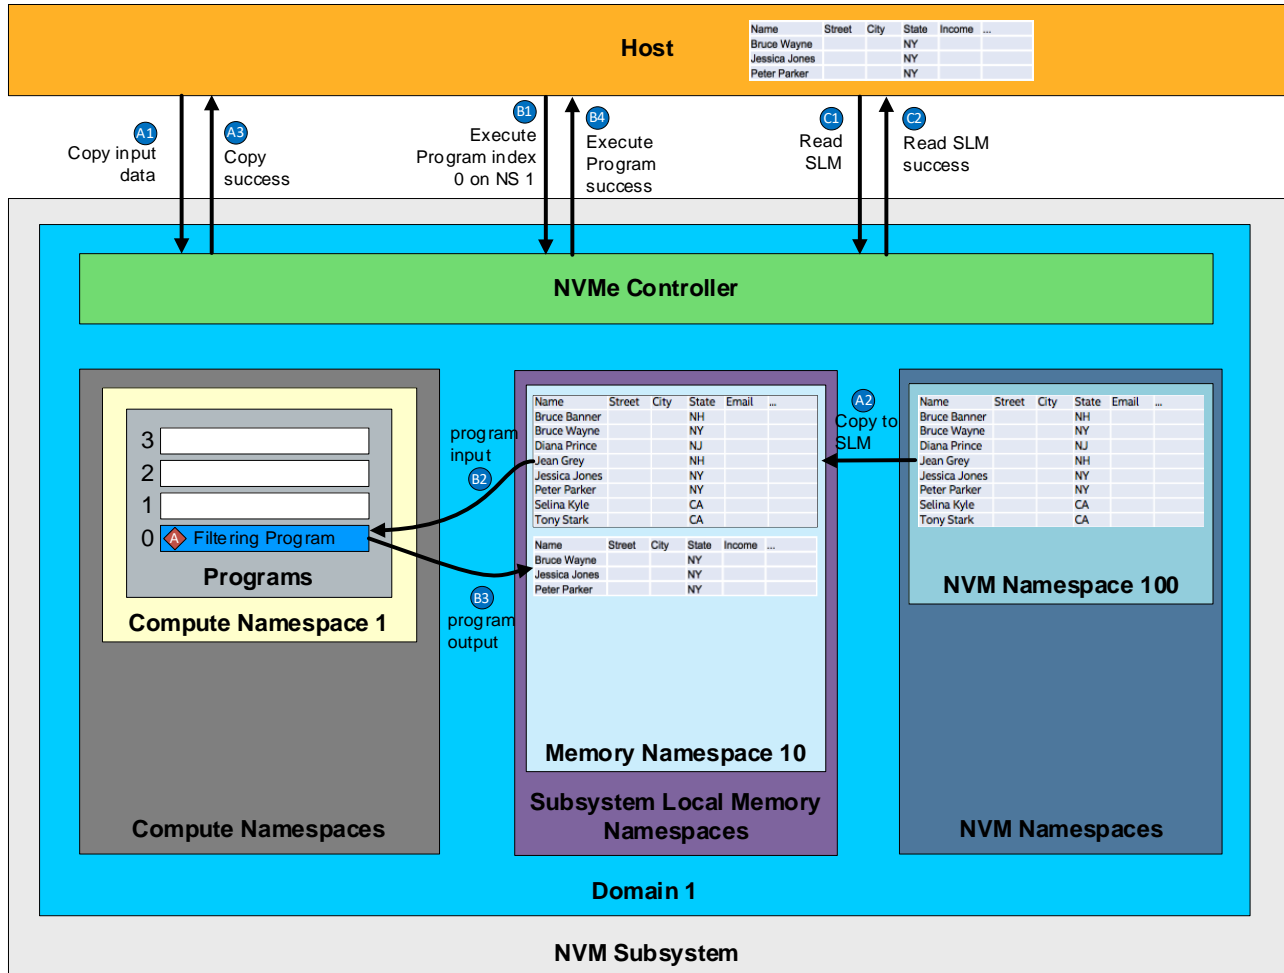 Host
Name Street City State Income ...
Bruce Wayne NY
Jessica Jones NY
Peter Parker NY
A1
Copy input
data
A3
Copy
success
B1
Execute
Program index
0 on NS 1
B4
Execute
Program
success
C1
Read
SLM
C2
Read SLM
success
NVMe Controller
3
2
1
0 A Filtering Program
Programs
Compute Namespace 1
Compute Namespaces
program
input
B2
B3
program
output
Name Street City State Email ...
Bruce Banner NH
Bruce Wayne NY
Diana Prince NJ
Jean Grey NH
Jessica Jones NY
Peter Parker NY
Selina Kyle CA
Tony Stark CA
Name Street City State Income ...
Bruce Wayne NY
Jessica Jones NY
Peter Parker NY
Memory Namespace 10
Subsystem Local Memory
Namespaces
A2
Copy to
SLM
Name Street City State Email ...
Bruce Banner NH
Bruce Wayne NY
Diana Prince NJ
Jean Grey NH
Jessica Jones NY
Peter Parker NY
Selina Kyle CA
Tony Stark CA
NVM Namespace 100
NVM Namespaces
Domain 1
NVM Subsystem